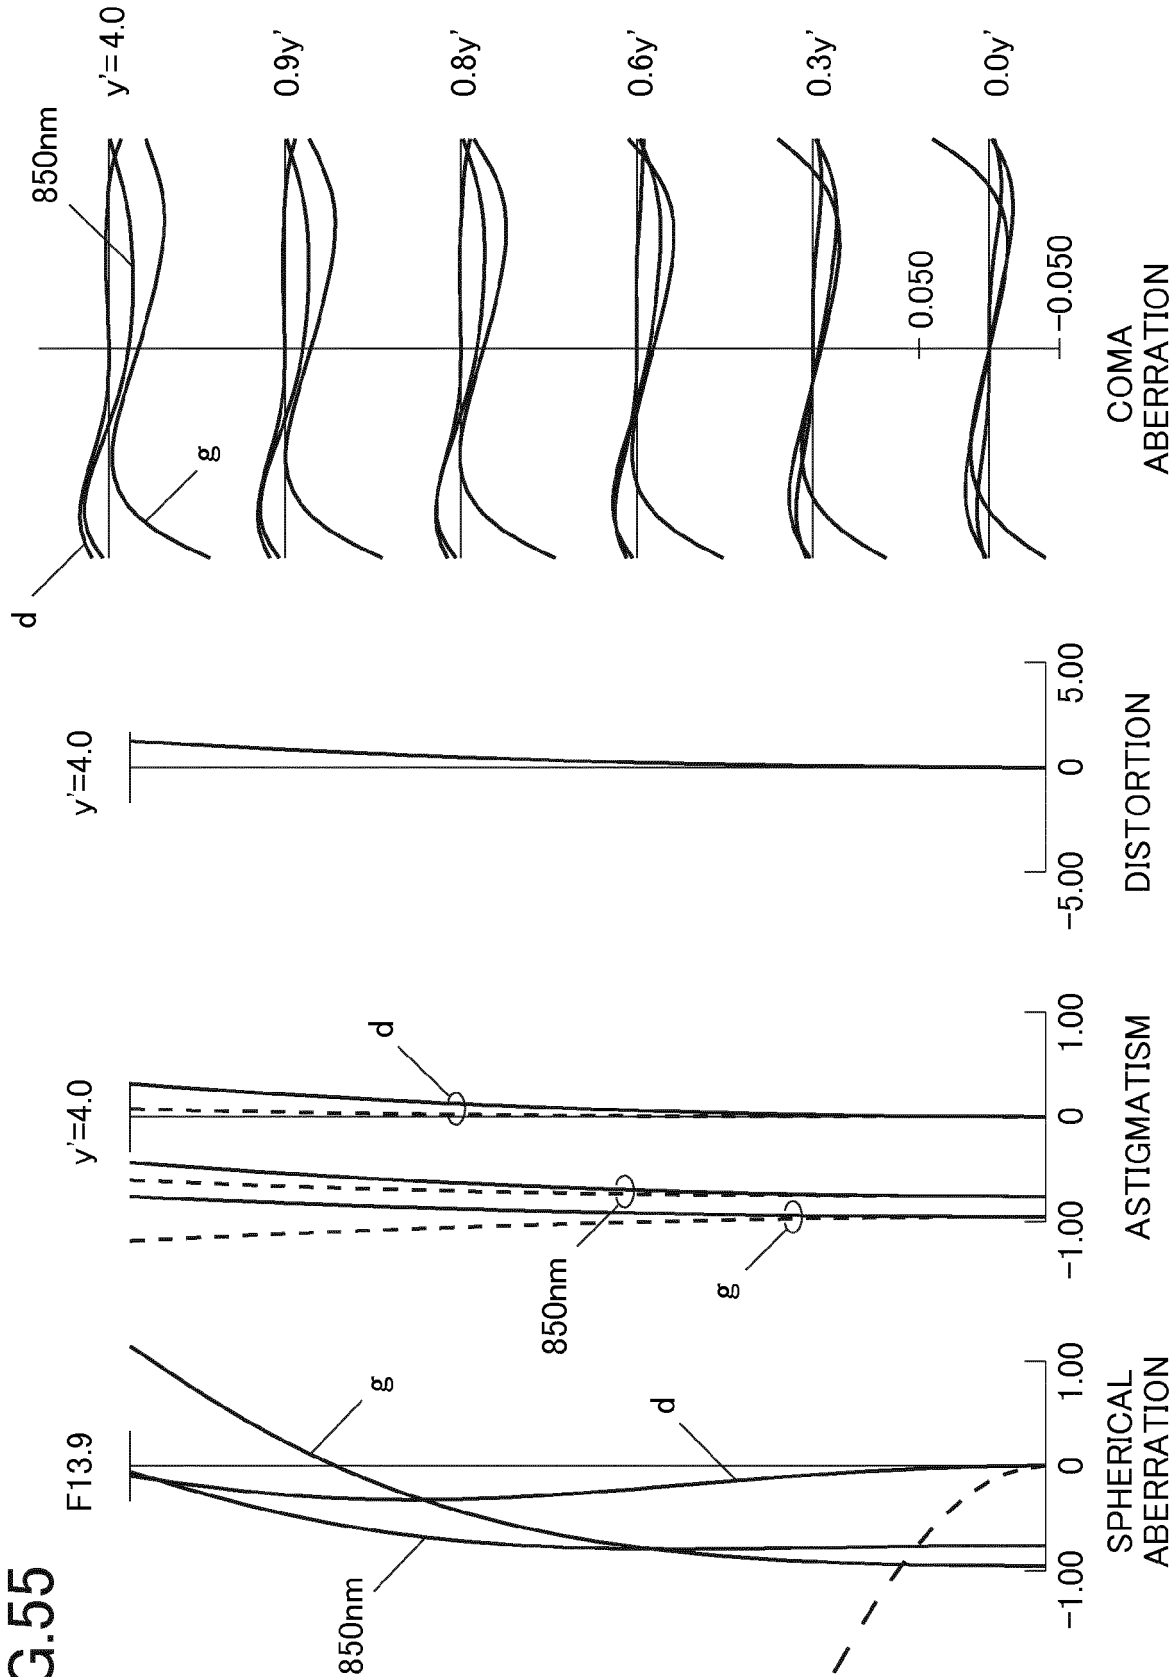 G.55
F13.9
g
d
850nm
-1.00
0
1.00
SPHERICAL
ABERRATION
y'=4.0
d
850nm
g
-1.00
0
1.00
ASTIGMATISM
y'=4.0
-5.00
0
5.00
DISTORTION
d
850nm
g
y'=4.0
0.9y'
0.8y'
0.6y'
0.3y'
0.0y'
0.050
-0.050
COMA
ABERRATION